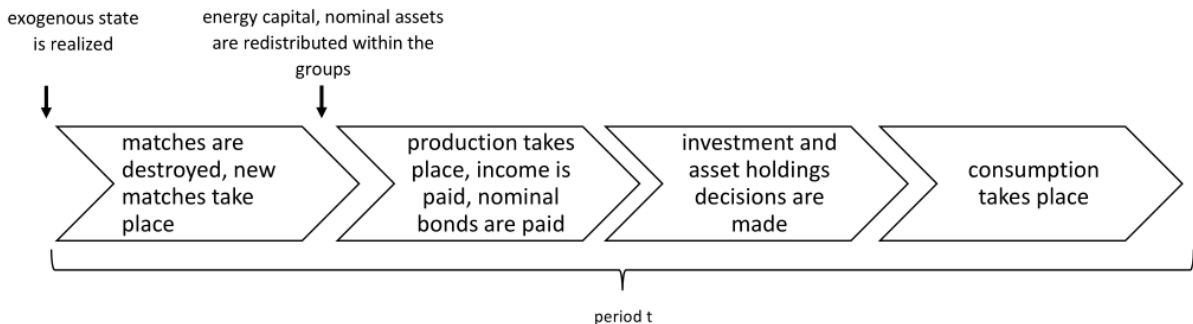 exogenous state
is realized
energy capital, nominal assets
are redistributed within the
groups
matches are
destroyed, new
matches take
place
production takes
place, income is
paid, nominal
bonds are paid
investment and
asset holdings
decisions are
made
consumption
takes place
period t